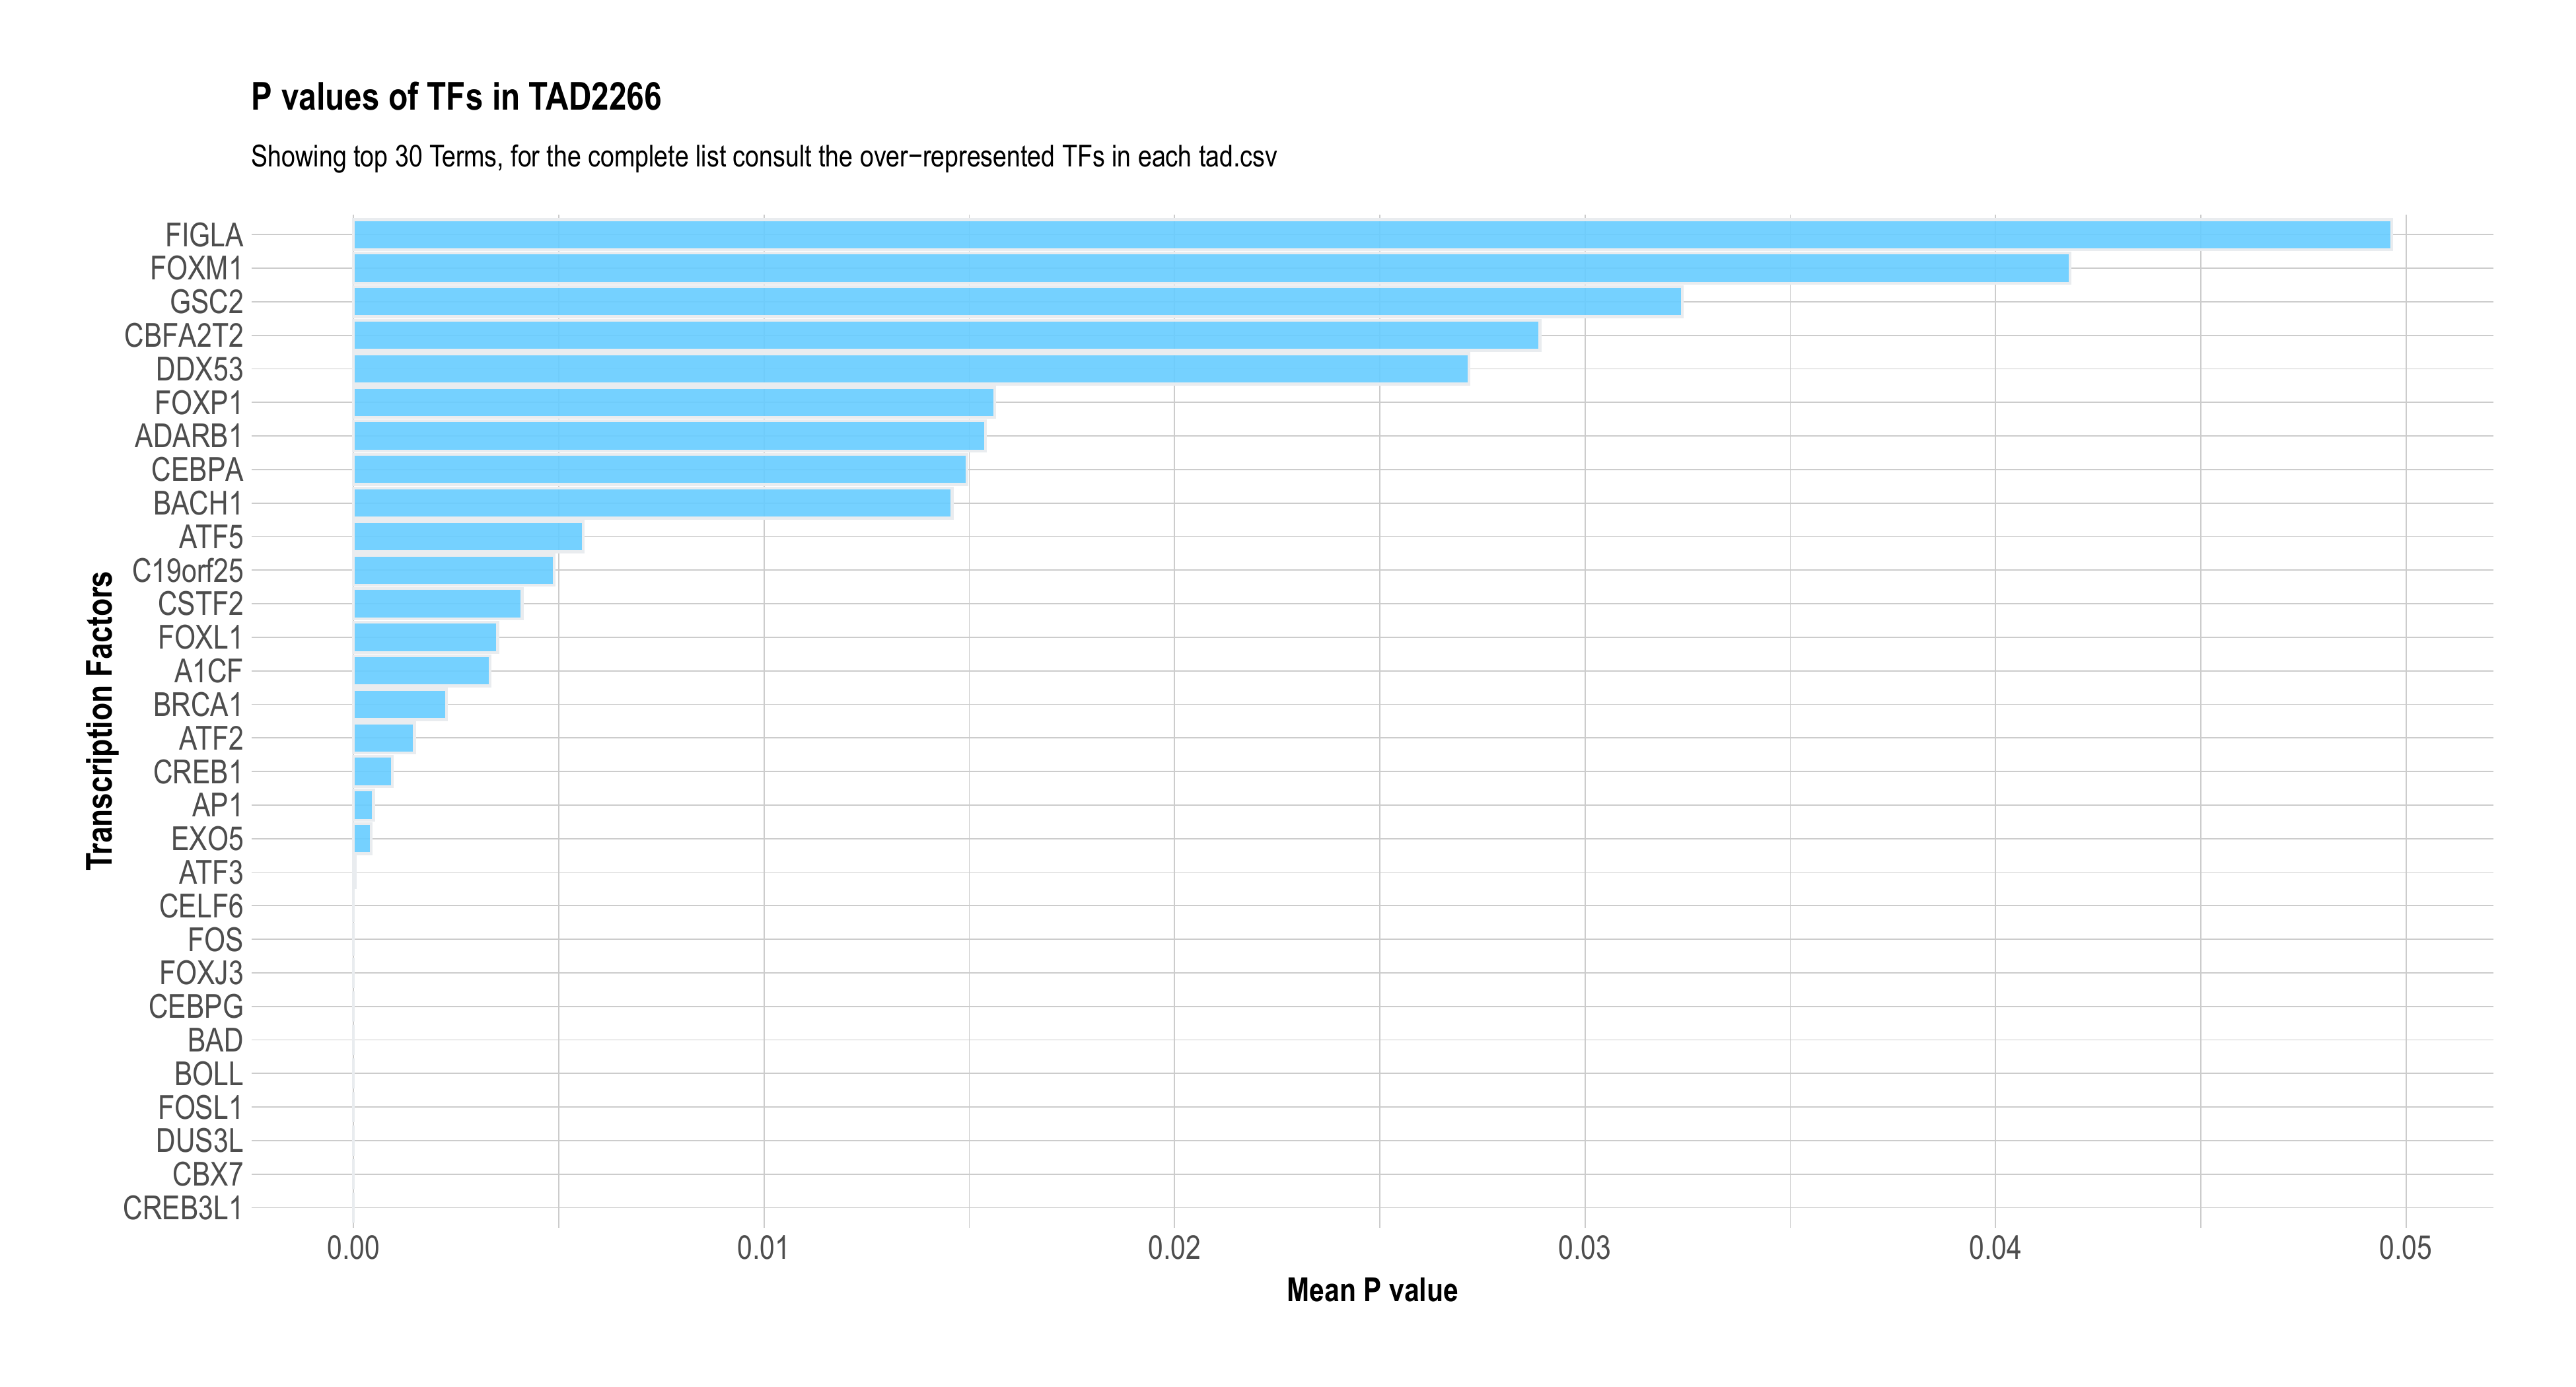 P values of TFs in TAD2266
Showing top 30 Terms, for the complete list consult the over−represented TFs in each tad.csv
Transcription Factors
FIGLA
FOXM1
GSC2
CBFA2T2
DDX53
FOXP1
ADARB1
CEBPA
BACH1
ATF5
C19orf25
CSTF2
FOXL1
A1CF
BRCA1
ATF2
CREB1
AP1
EXO5
ATF3
CELF6
FOS
FOXJ3
CEBPG
BAD
BOLL
FOSL1
DUS3L
CBX7
CREB3L1
0.00 0.01 0.02 0.03 0.04 0.05
Mean P value